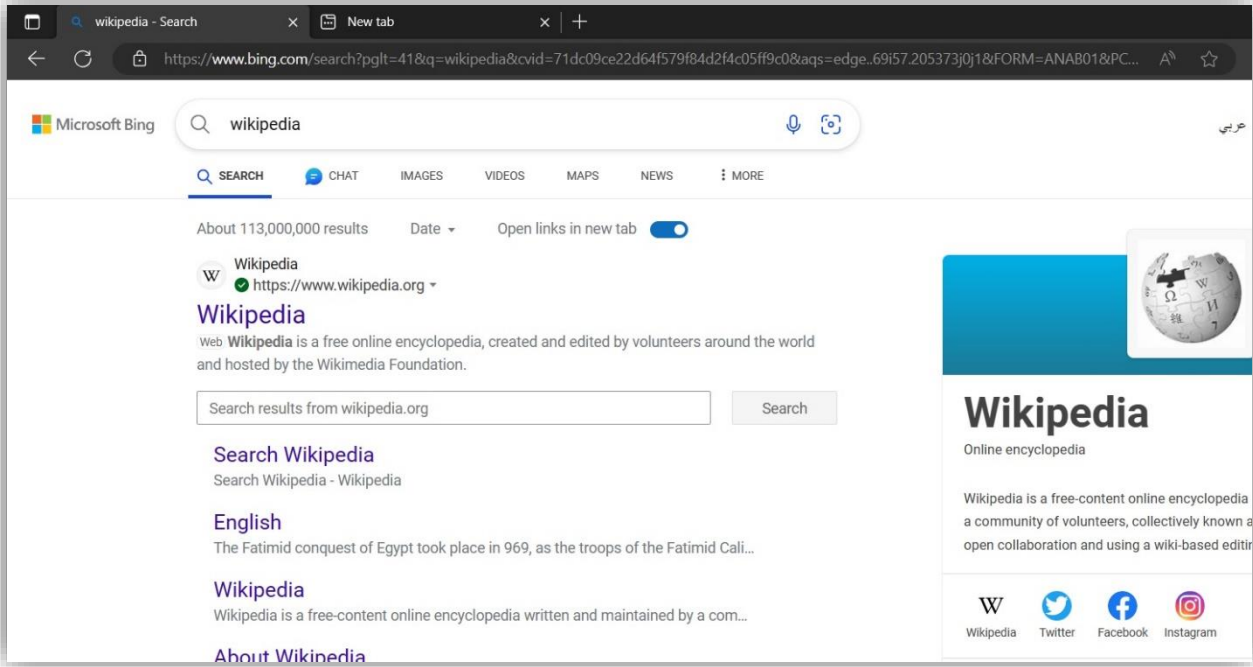 wikipedia - Search
New tab
https://www.bing.com/search?pglt=41&q=wikipedia&cvid=71dc09ce22d64f579f84d2f4c05ff9c0&aqs=edge..69i57.205373j0j1&FORM=ANAB01&PC...
Microsoft Bing
wikipedia
عربي
SEARCH CHAT IMAGES VIDEOS MAPS NEWS MORE
About 113,000,000 results Date Open links in new tab
W
Wikipedia
https://www.wikipedia.org
Wikipedia
Web Wikipedia is a free online encyclopedia, created and edited by volunteers around the world
and hosted by the Wikimedia Foundation.
Search results from wikipedia.org Search
Search Wikipedia
Search Wikipedia - Wikipedia
English
The Fatimid conquest of Egypt took place in 969, as the troops of the Fatimid Cali...
Wikipedia
Wikipedia is a free-content online encyclopedia written and maintained by a com...
About Wikipedia
Wikipedia
Online encyclopedia
Wikipedia is a free-content online encyclopedia
a community of volunteers, collectively known a
open collaboration and using a wiki-based editin
W
Wikipedia Twitter Facebook Instagram